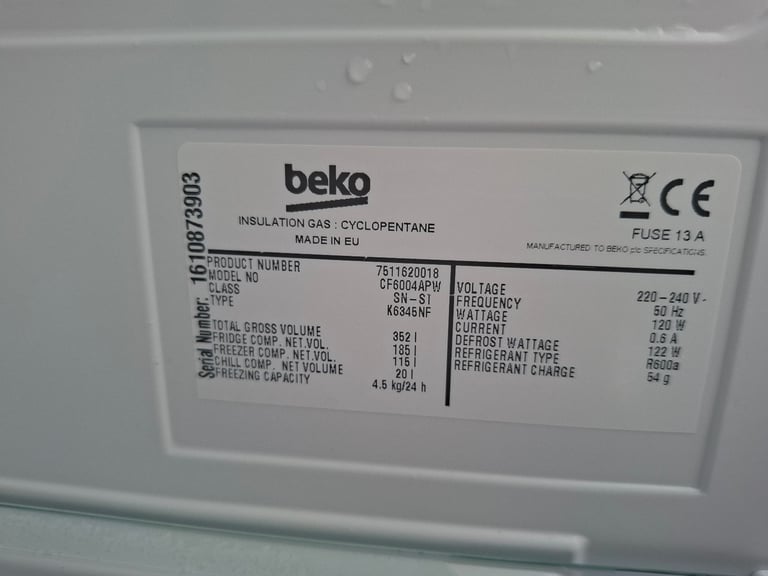 beko
INSULATION GAS : CYCLOPENTANE
MADE IN EU
CE
FUSE 13 A
MANUFACTURED TO BEKO plc SPECIFICATIONS.
Serial Number: 1610873903
PRODUCT NUMBER 7511620018
MODEL NO CF6004APW
CLASS SN-ST
TYPE K6345NF
TOTAL GROSS VOLUME 352 l
FRIDGE COMP. NET.VOL. 185 l
FREEZER COMP. NET.VOL. 115 l
CHILL COMP. NET VOLUME 20 l
FREEZING CAPACITY 4.5 kg/24 h
VOLTAGE 220-240 V~
FREQUENCY 50 Hz
WATTAGE 120 W
CURRENT 0.6 A
DEFROST WATTAGE 122 W
REFRIGERANT TYPE R600a
REFRIGERANT CHARGE 54 g